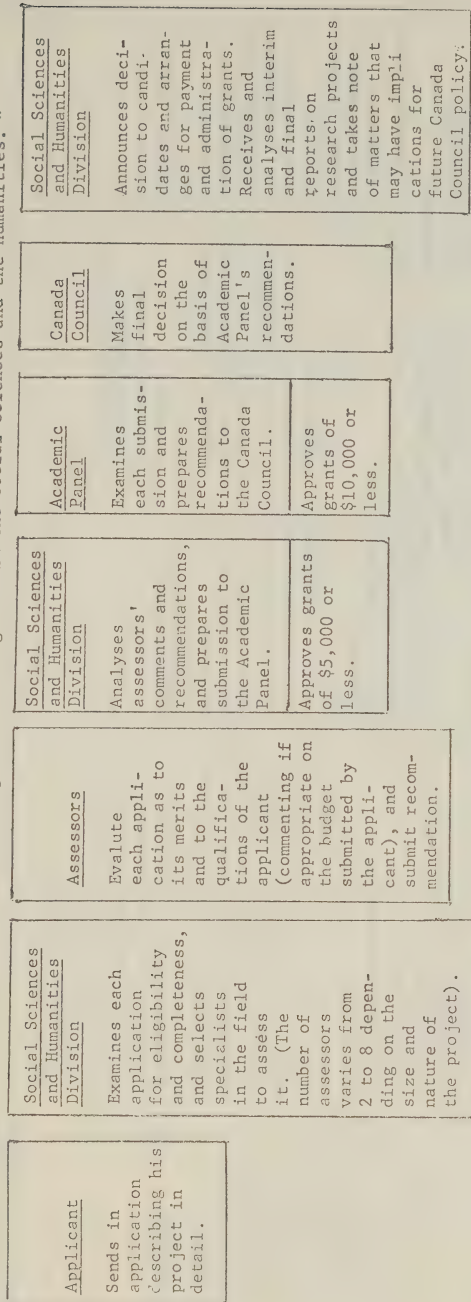 the social sciences and the humanities.
Applicant
Sends in
application
describing his
project in
detail.
Social Sciences
and Humanities
Division
Examines each
application
for eligibility
and completeness,
and selects
specialists
in the field
to assess
it. (The
number of
assessors
varies from
2 to 8 depen-
ding on the
size and
nature of
the project).
Assessors
Evaluate
each appli-
cation as to
its merits
and to the
qualifica-
tions of the
applicant
(commenting if
appropriate on
the budget
submitted by
the appli-
cant), and
submit recom-
mendation.
Social Sciences
and Humanities
Division
Analyses
assessors'
comments and
recommendations,
and prepares
submission to
the Academic
Panel.
Approves grants
of $5,000 or
less.
Academic
Panel
Examines
each submis-
sion and
prepares
recommenda-
tions to
the Canada
Council.
Approves
grants of
$10,000 or
less.
Canada
Council
Makes
final
decision
on the
basis of
Academic
Panel's
recommen-
dations.
Social Sciences
and Humanities
Division
Announces deci-
sion to candi-
dates and arran-
ges for payment
and administra-
tion of grants.
Receives and
analyses interim
and final
reports on
research projects
and takes note
of matters that
may have impli
cations for
future Canada
Council policy.